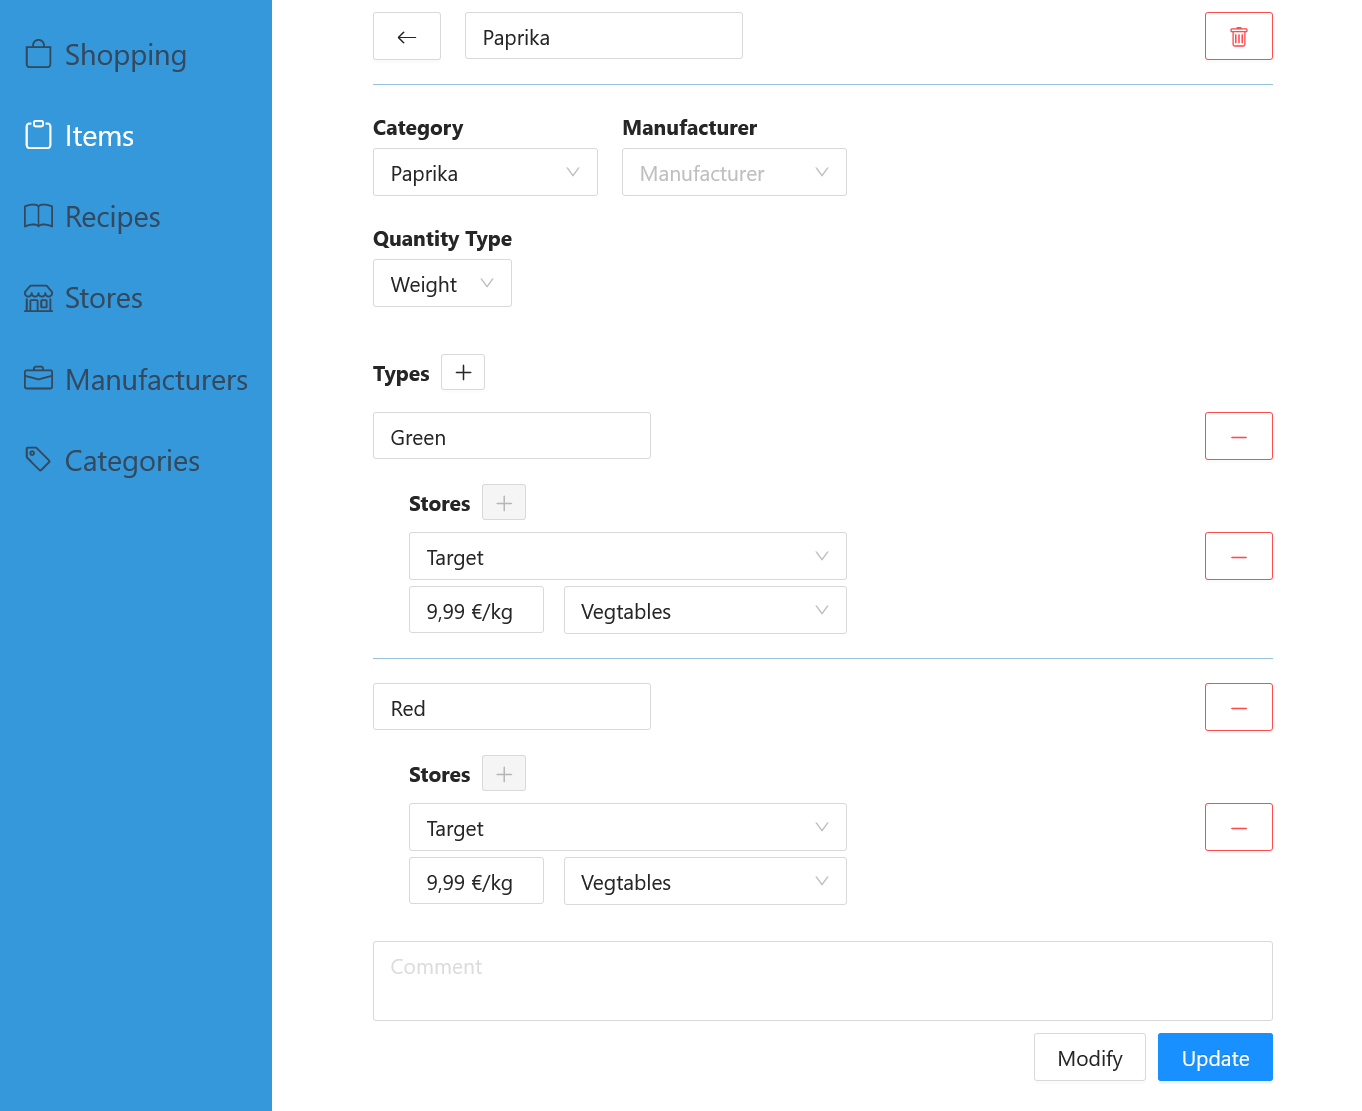 Shopping
Items
Recipes
Stores
Manufacturers
Categories
Paprika
Category Manufacturer
Paprika Manufacturer
Quantity Type
Weight
Types
Green
Stores
Target
9,99 €/kg Vegtables
Red
Stores
Target
9,99 €/kg Vegtables
Comment
Modify Update